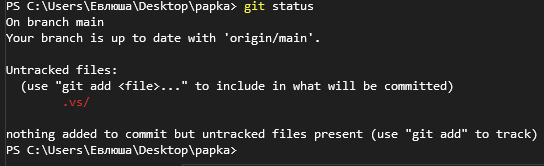 PS C:\Users\Евлюша\Desktop\papka> git status
On branch main
Your branch is up to date with 'origin/main'.
Untracked files:
(use "git add <file>..." to include in what will be committed)
.vs/
nothing added to commit but untracked files present (use "git add" to track)
PS C:\Users\Евлюша\Desktop\papka>